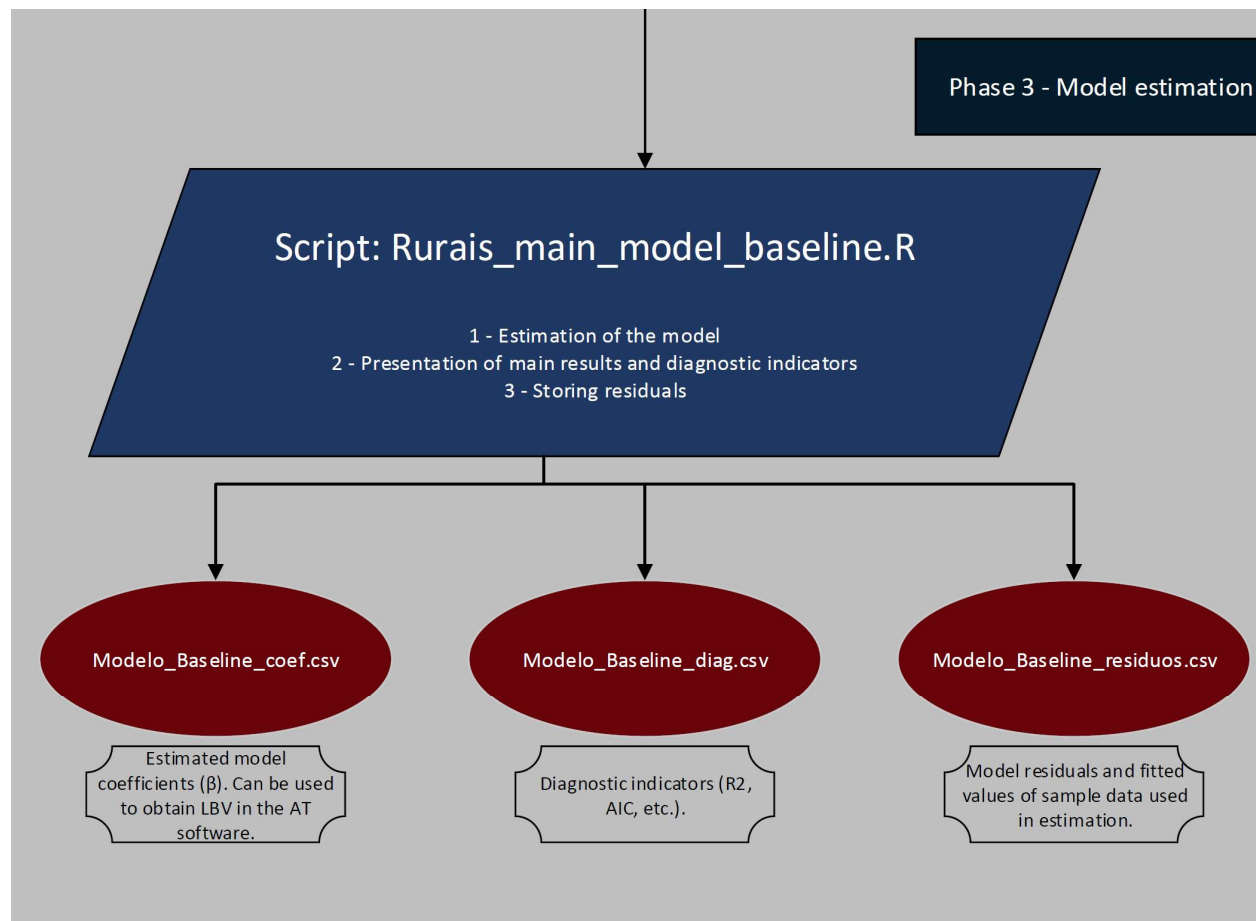 Phase 3 - Model estimation
Script: Rurais_main_model_baseline.R
1 - Estimation of the model
2 - Presentation of main results and diagnostic indicators
3 - Storing residuals
Modelo_Baseline_coef.csv
Modelo_Baseline_diag.csv
Modelo_Baseline_residuos.csv
Estimated model
coefficients (β). Can be used
to obtain LBV in the AT
software.
Diagnostic indicators (R2,
AIC, etc.).
Model residuals and fitted
values of sample data used
in estimation.